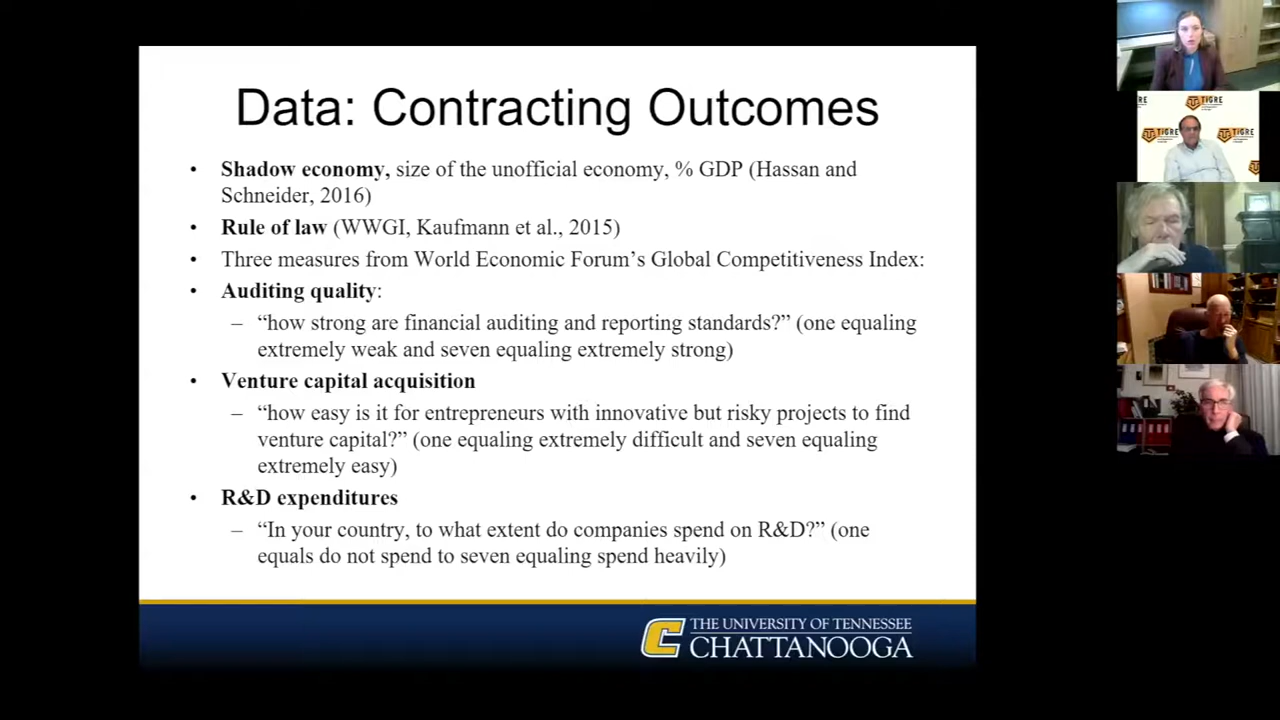 Data: Contracting Outcomes
• Shadow economy, size of the unofficial economy, % GDP (Hassan and
Schneider, 2016)
• Rule of law (WWGI, Kaufmann et al., 2015)
• Three measures from World Economic Forum’s Global Competitiveness Index:
• Auditing quality:
– “how strong are financial auditing and reporting standards?” (one equaling
extremely weak and seven equaling extremely strong)
• Venture capital acquisition
– “how easy is it for entrepreneurs with innovative but risky projects to find
venture capital?” (one equaling extremely difficult and seven equaling
extremely easy)
• R&D expenditures
– “In your country, to what extent do companies spend on R&D?” (one
equals do not spend to seven equaling spend heavily)
C THE UNIVERSITY OF TENNESSEE
CHATTANOOGA
TIGRE
TIGRE
TIGRE